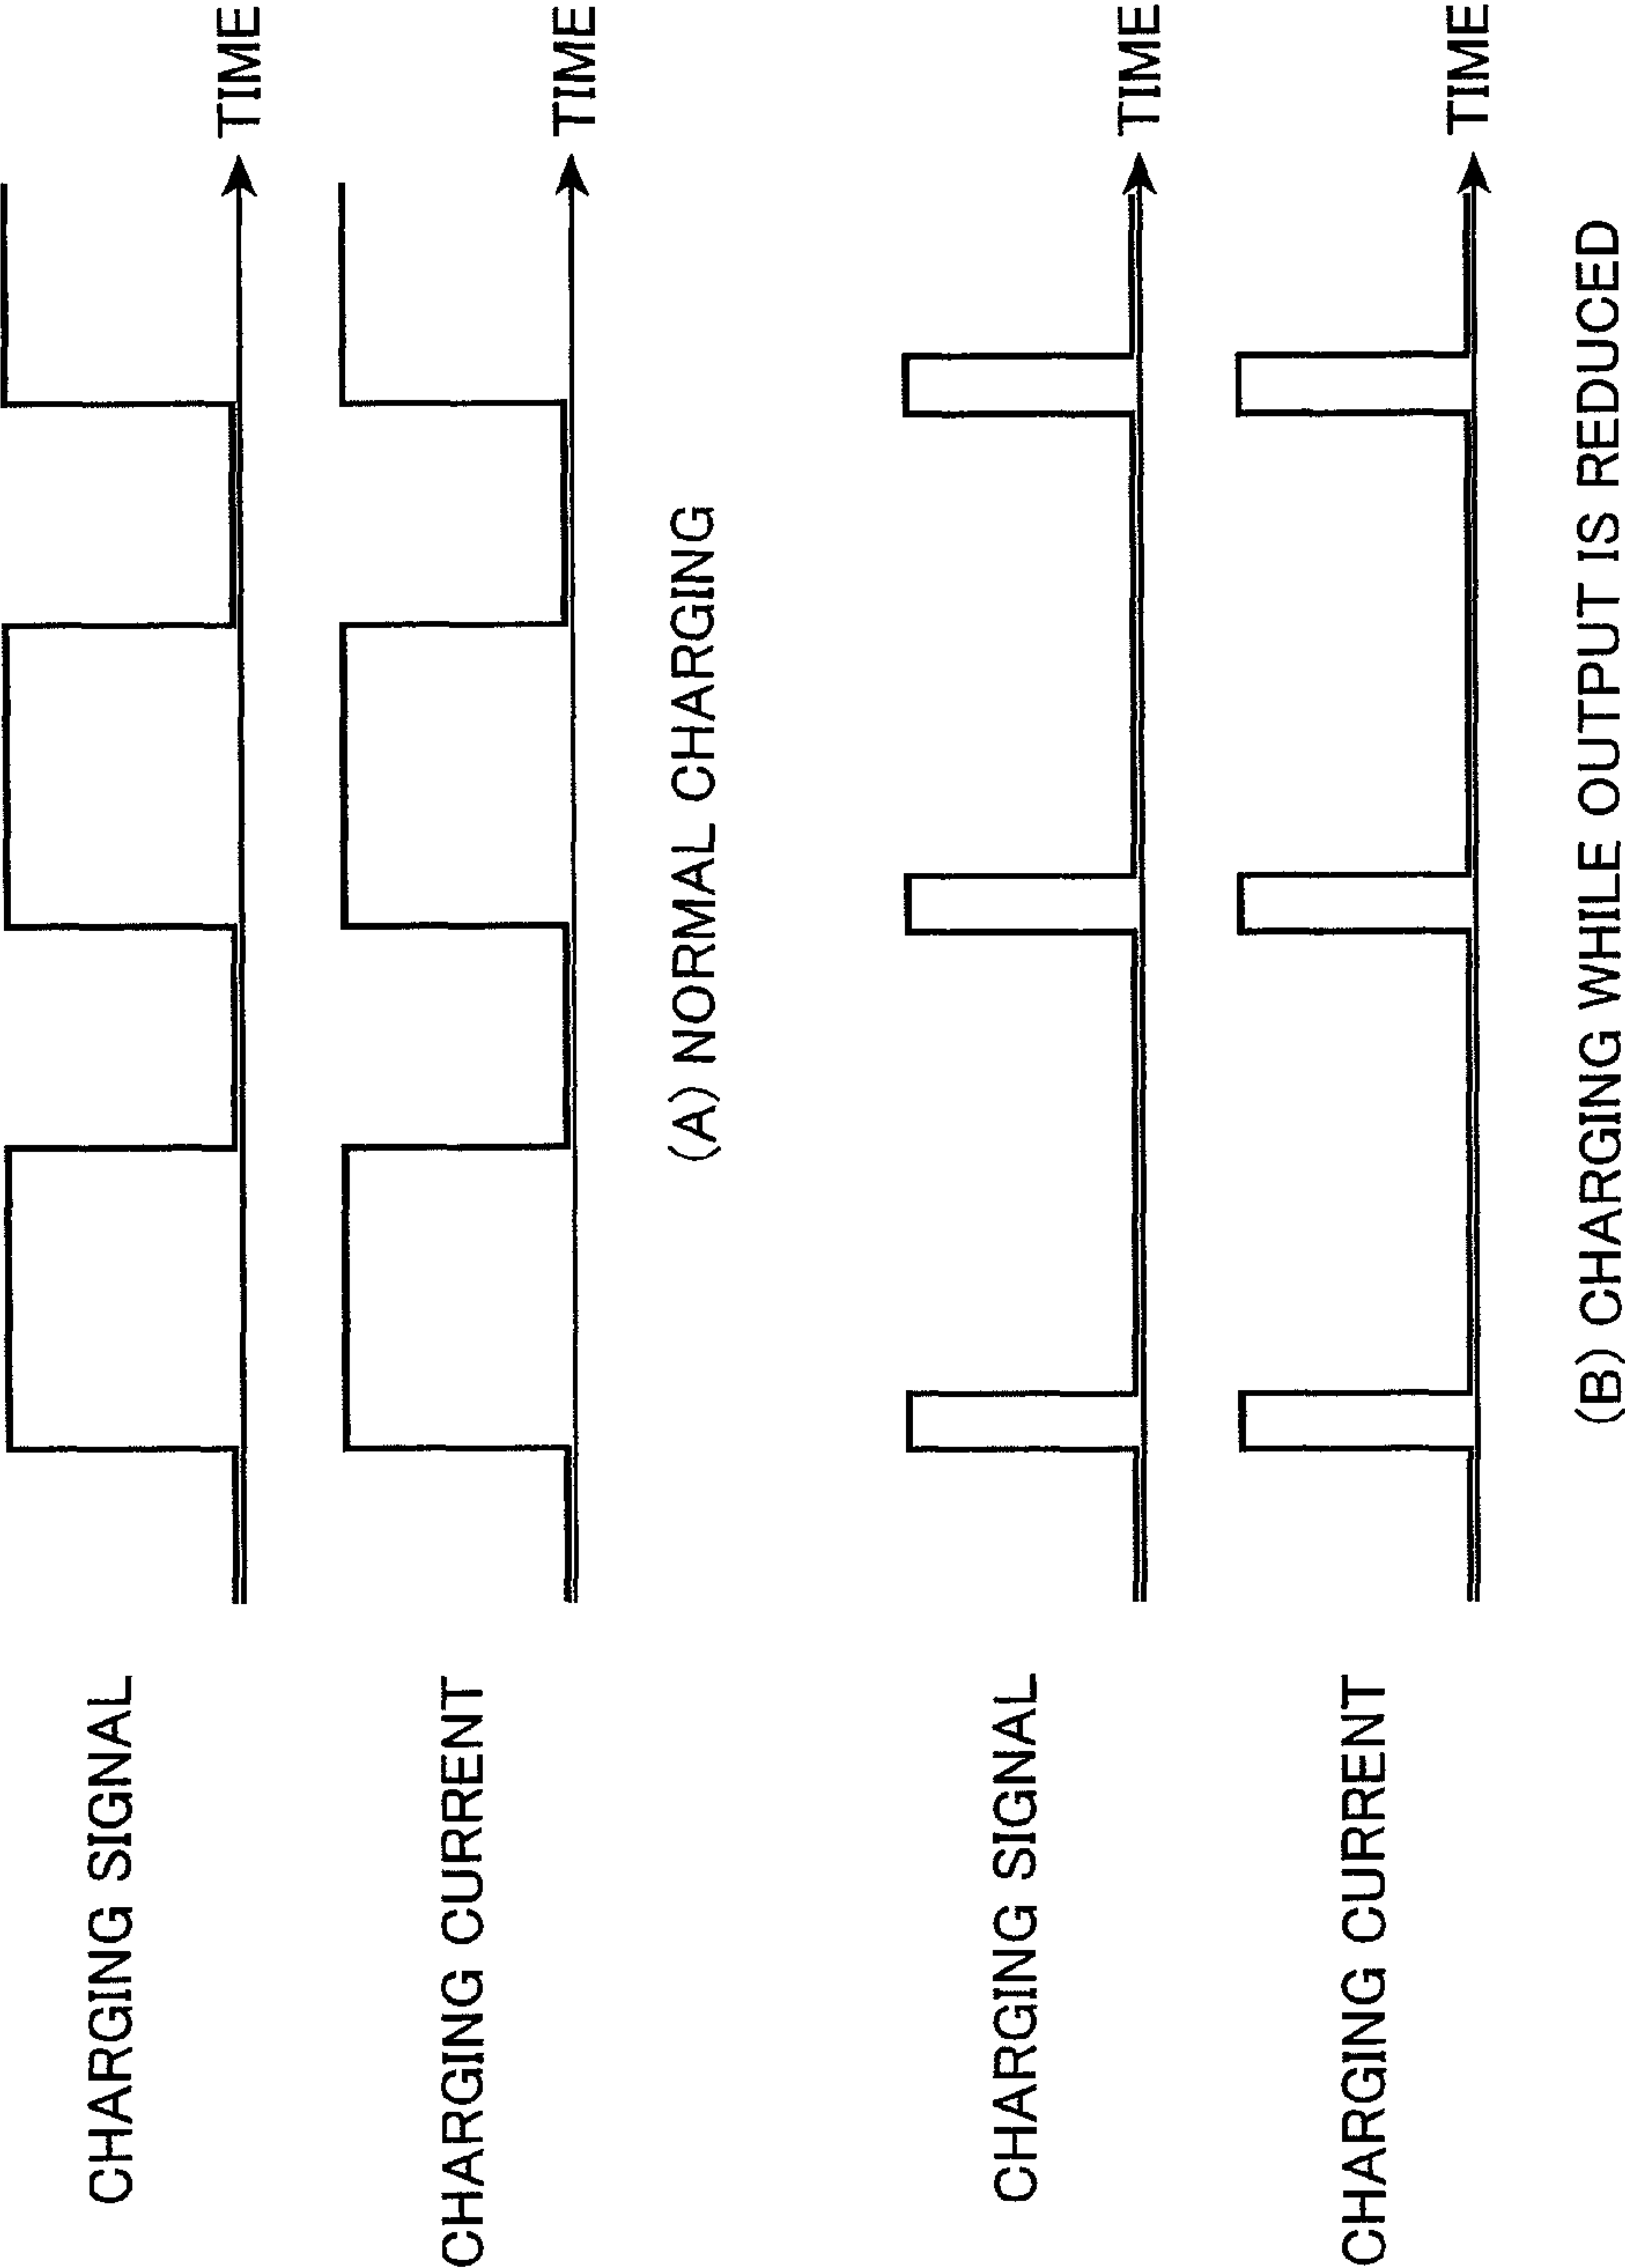 CHARGING SIGNAL
TIME
CHARGING CURRENT
TIME
(A) NORMAL CHARGING
CHARGING SIGNAL
TIME
CHARGING CURRENT
TIME
(B) CHARGING WHILE OUTPUT IS REDUCED